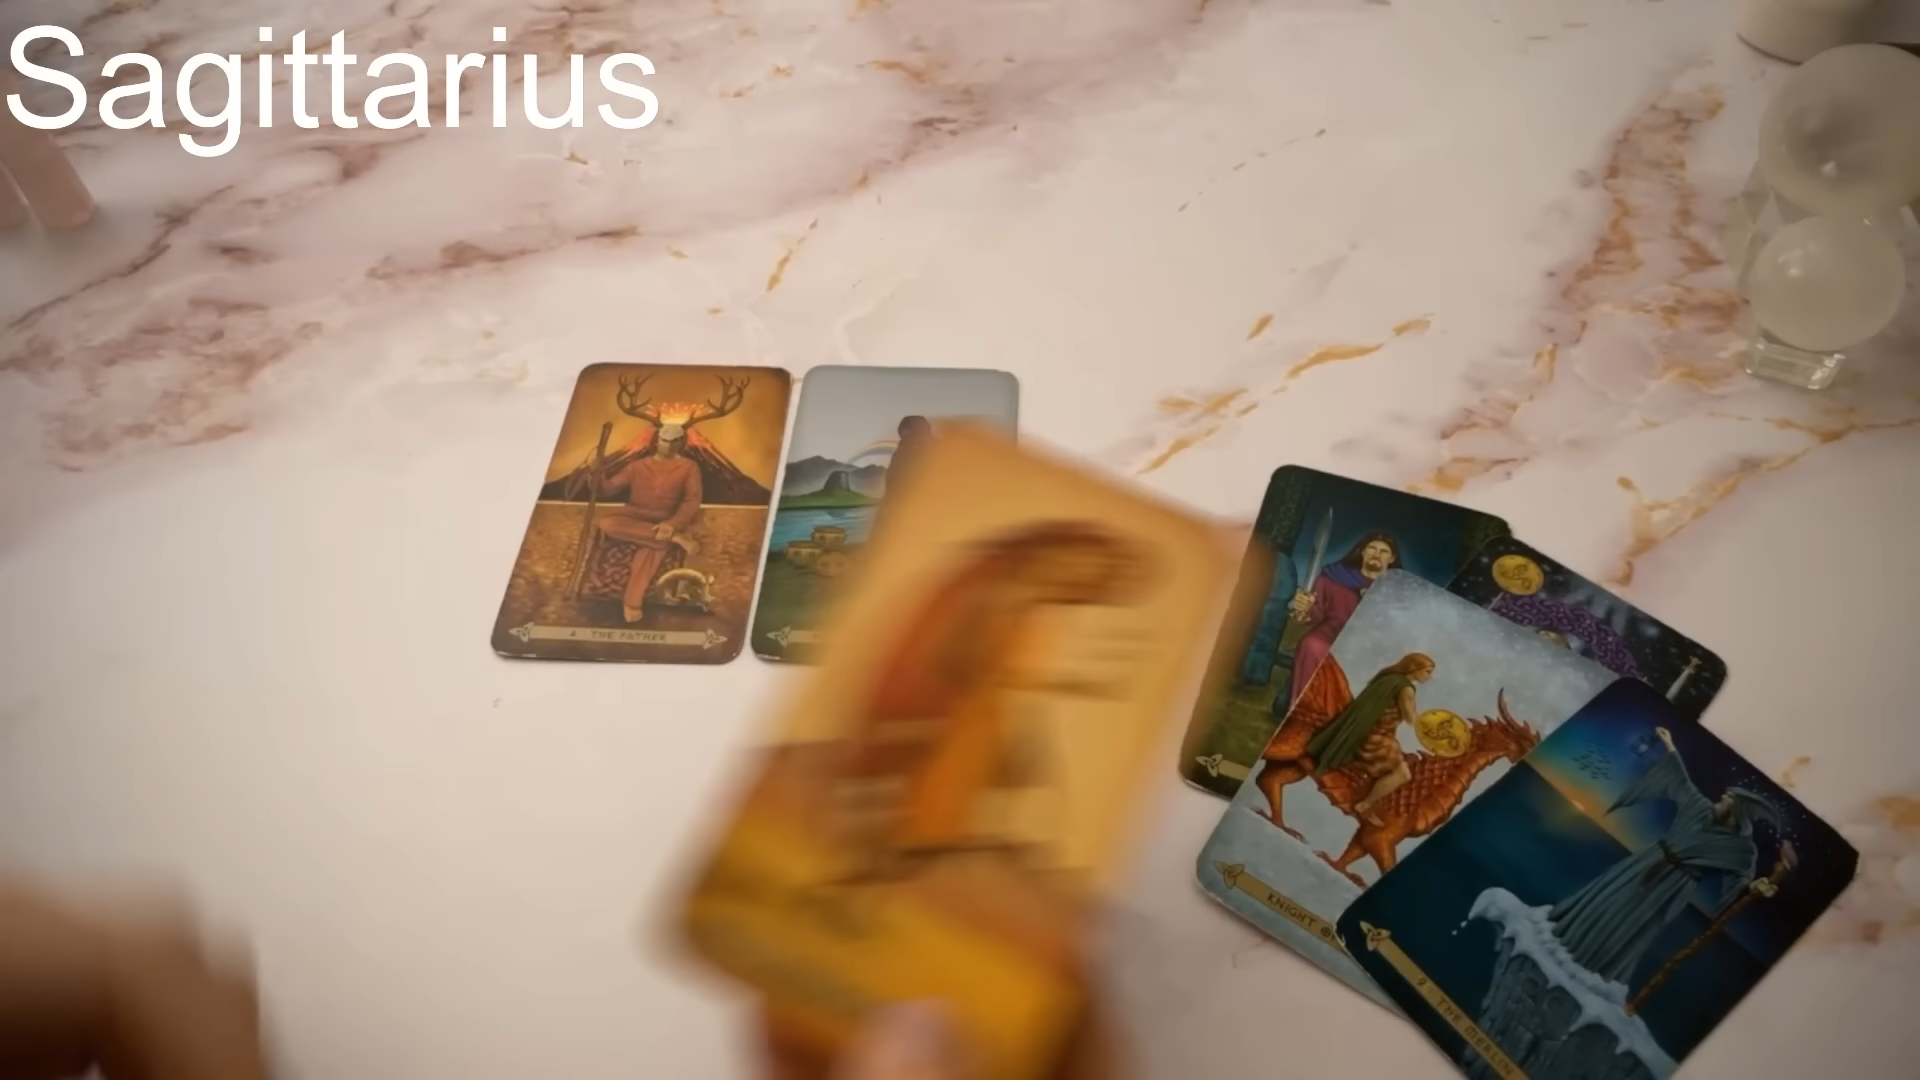 Sagittarius
4 THE FATHER
KNIGHT
9 THE MERLIN